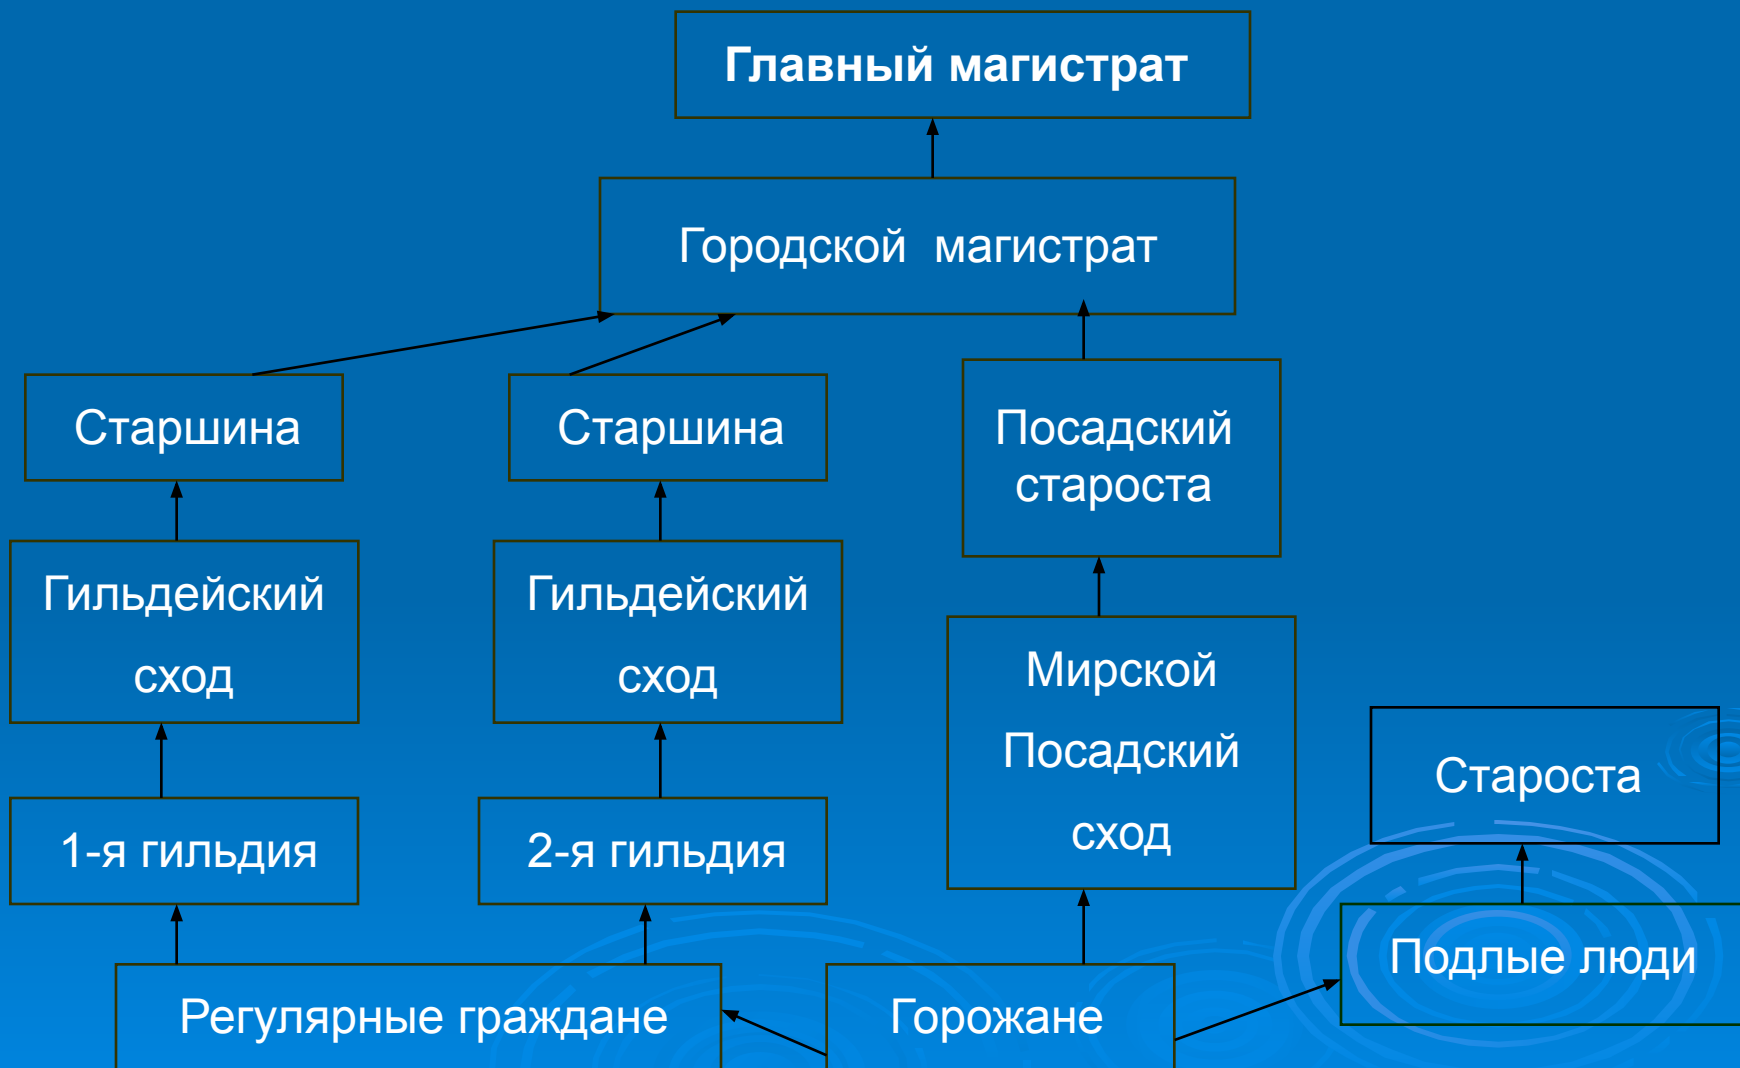 Главный магистрат
Городской магистрат
Старшина
Старшина
Посадский
староста
Гильдейский
сход
Гильдейский
сход
Мирской
Посадский
сход
Староста
1-я гильдия
2-я гильдия
Подлые люди
Регулярные граждане
Горожане